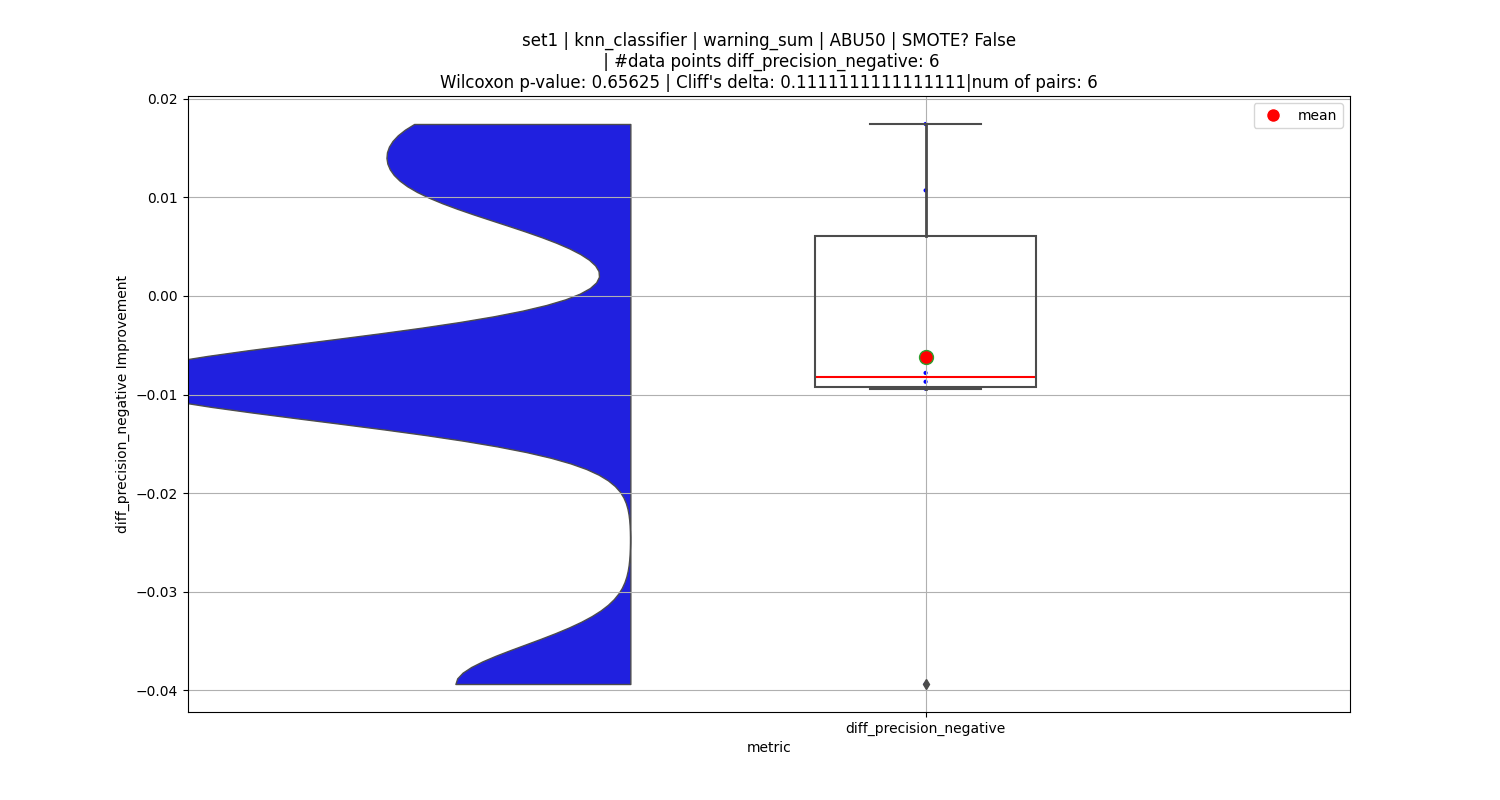 set1 | knn_classifier | warning_sum | ABU50 | SMOTE? False
| #data points diff_precision_negative: 6
Wilcoxon p-value: 0.65625 | Cliff's delta: 0.1111111111111111|num of pairs: 6
0.02
mean
0.01
0.00
−0.01
−0.02
−0.03
−0.04
diff_precision_negative Improvement
diff_precision_negative
metric